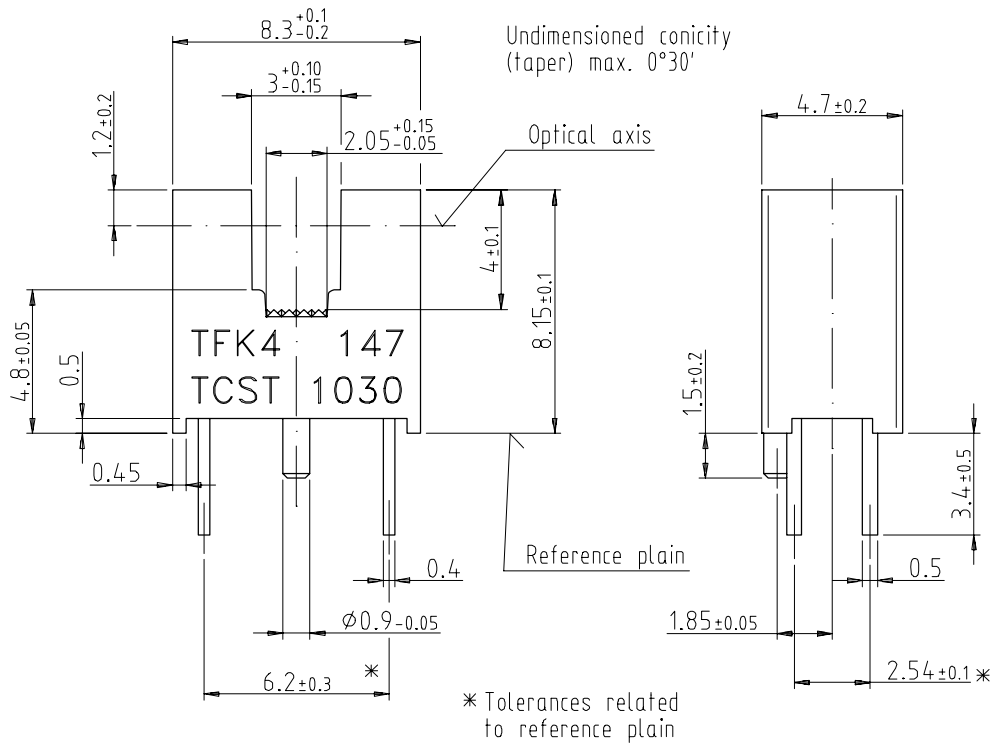 8.3 +0.1 -0.2
Undimensioned conicity
(taper) max. 0°30'
3 +0.10 -0.15
4.7±0.2
1.2±0.2
2.05 +0.15 -0.05
Optical axis
4±0.1
8.15±0.1
4.8±0.05
0.5
TFK4 147
TCST 1030
1.5±0.2
0.45
3.4±0.5
Reference plain
0.4
0.5
Ø0.9-0.05
1.85±0.05
6.2±0.3 *
2.54±0.1 *
* Tolerances related
to reference plain